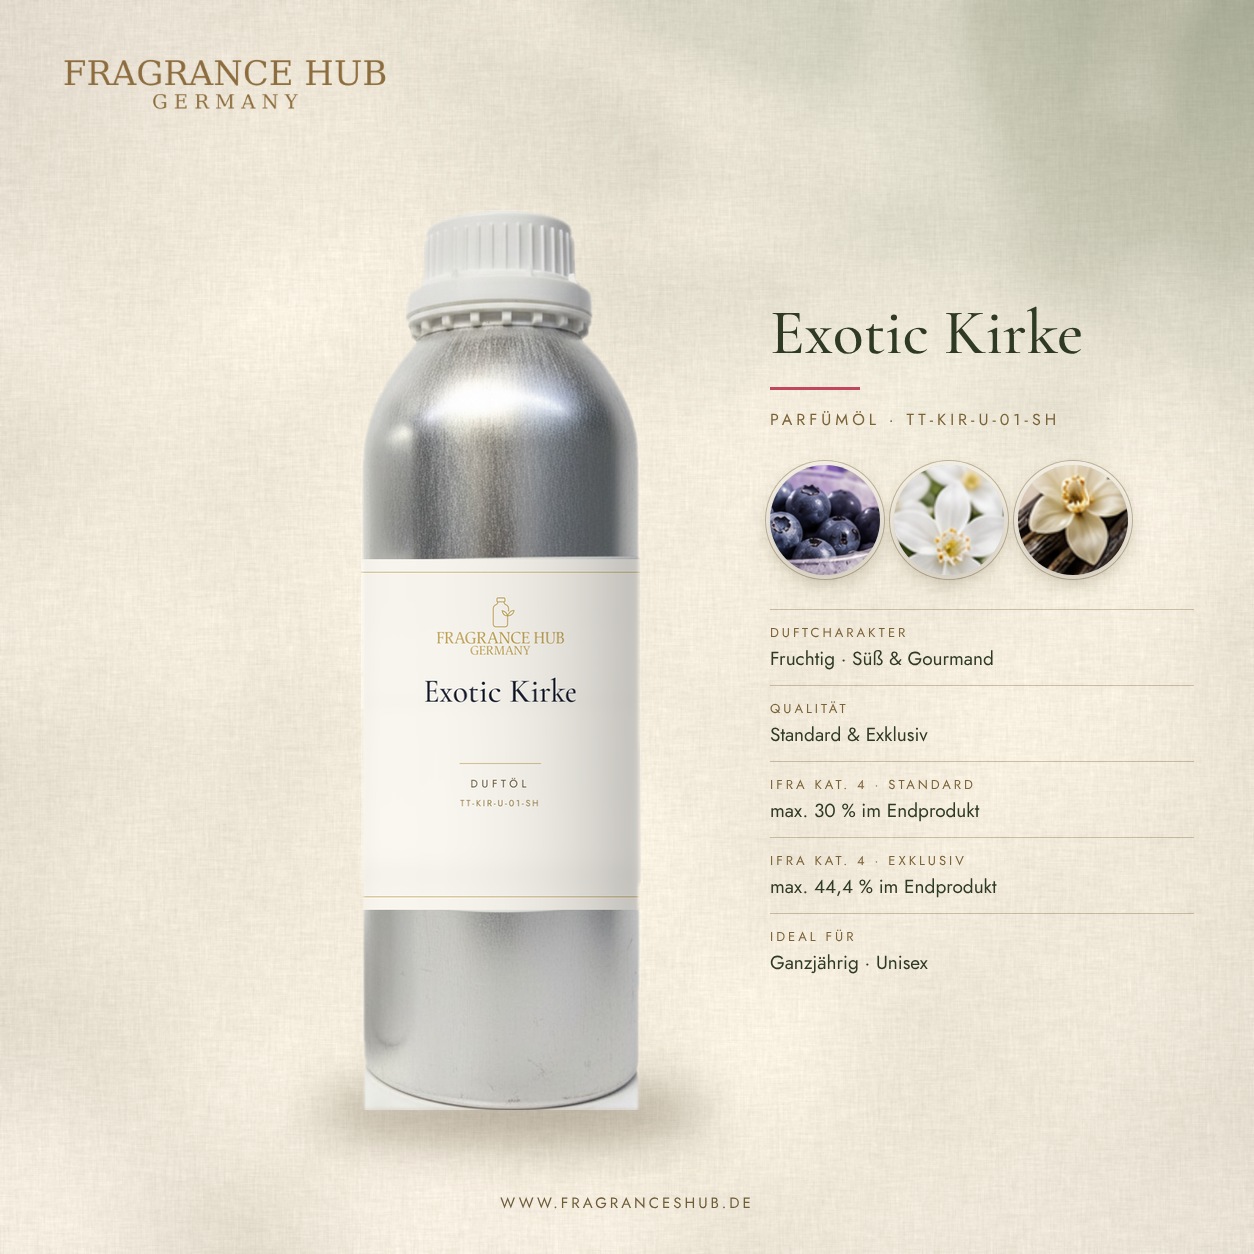 FRAGRANCE HUB
GERMANY
Exotic Kirke
PARFÜMÖL · TT-KIR-U-01-SH
DUFTCHARAKTER
Fruchtig · Süß & Gourmand
QUALITÄT
Standard & Exklusiv
IFRA KAT. 4 · STANDARD
max. 30 % im Endprodukt
IFRA KAT. 4 · EXKLUSIV
max. 44,4 % im Endprodukt
IDEAL FÜR
Ganzjährig · Unisex
FRAGRANCE HUB
GERMANY
Exotic Kirke
DUFTÖL
TT-KIR-U-01-SH
WWW.FRAGRANCESHUB.DE